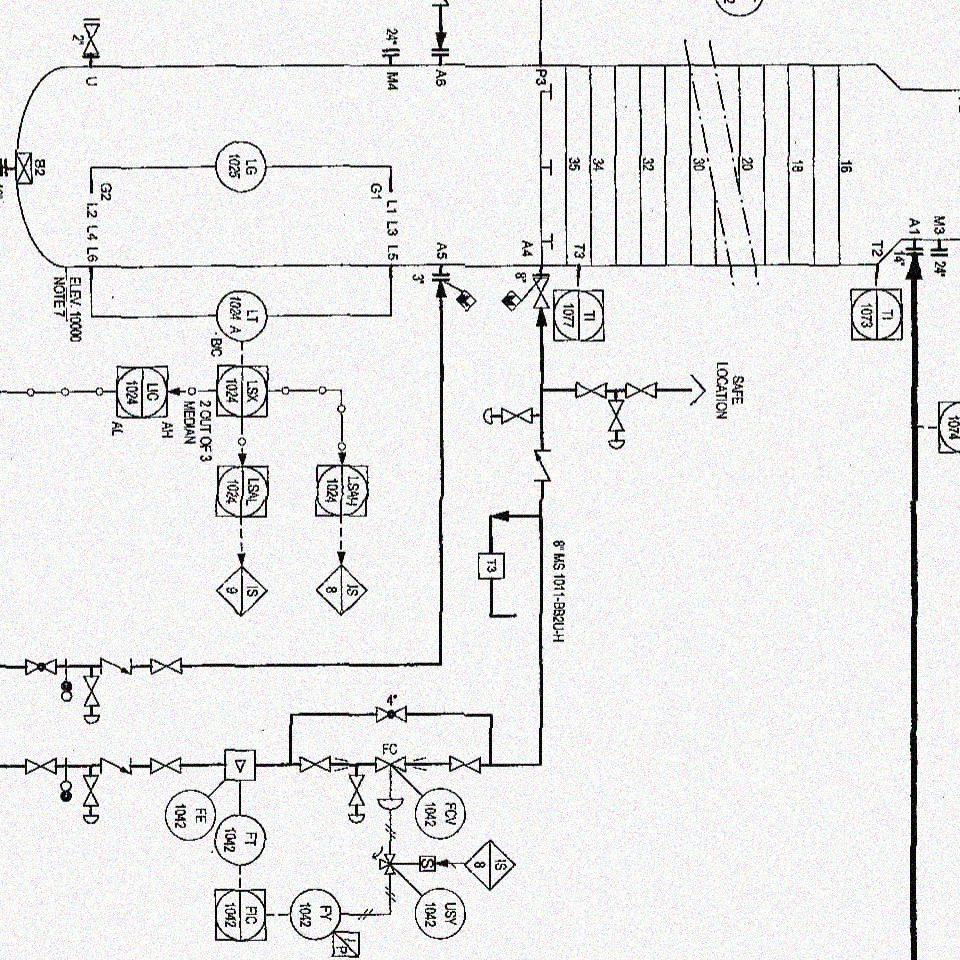 2"
U
24"
M4
A6
P3
B2
LG
1025
G1
G2
L2 L4 L6
L1 L3 L5
35
34
32
30
20
18
16
A5
3"
A4
8"
T3
T2
A1
4"
M3
24"
ELEV. 10000
NOTE 7
LT
1024 A
B/C
TI
1077
TI
1073
1074
SAFE
LOCATION
LIC
1024
AH
AL
LSX
1024
2 OUT OF 3
MEDIAN
LSAL
1024
LSAH
1024
IS
9
IS
8
T3
8" MS 1011-BB2U-H
4"
FC
FCV
1042
FE
1042
FT
1042
FIC
1042
FY
1042
S
IS
8
USY
1042